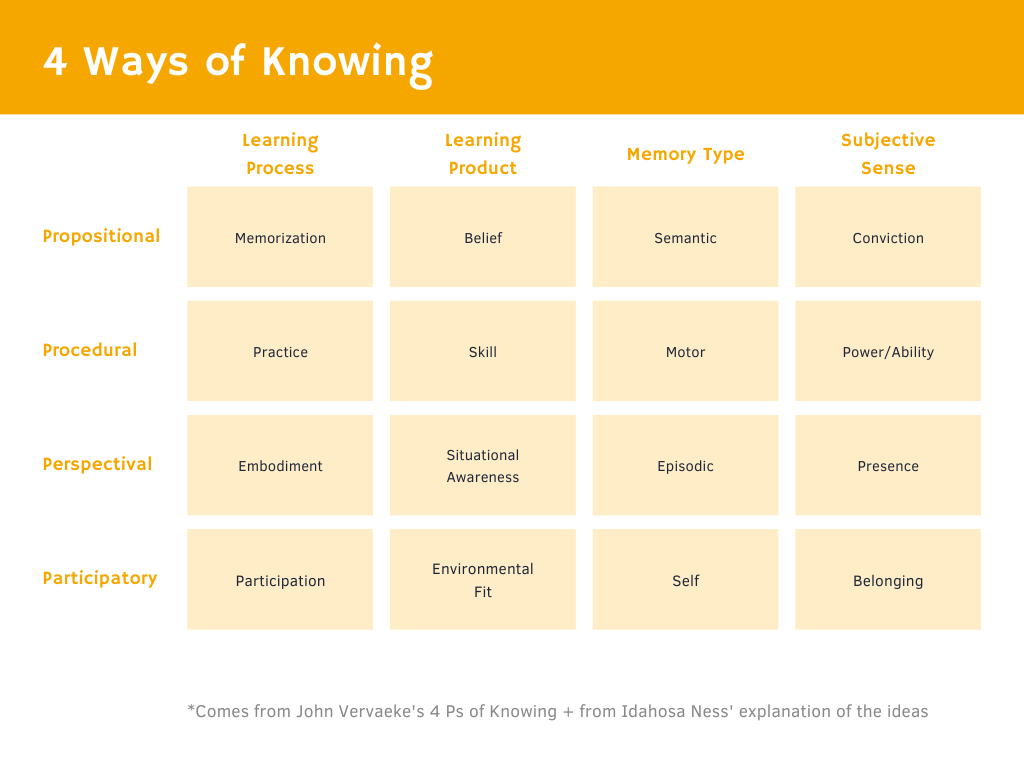 4 Ways of Knowing
Learning
Process
Learning
Product
Memory Type
Subjective
Sense
Propositional
Memorization
Belief
Semantic
Conviction
Procedural
Practice
Skill
Motor
Power/Ability
Perspectival
Embodiment
Situational
Awareness
Episodic
Presence
Participatory
Participation
Environmental
Fit
Self
Belonging
*Comes from John Vervaeke's 4 Ps of Knowing + from Idahosa Ness' explanation of the ideas